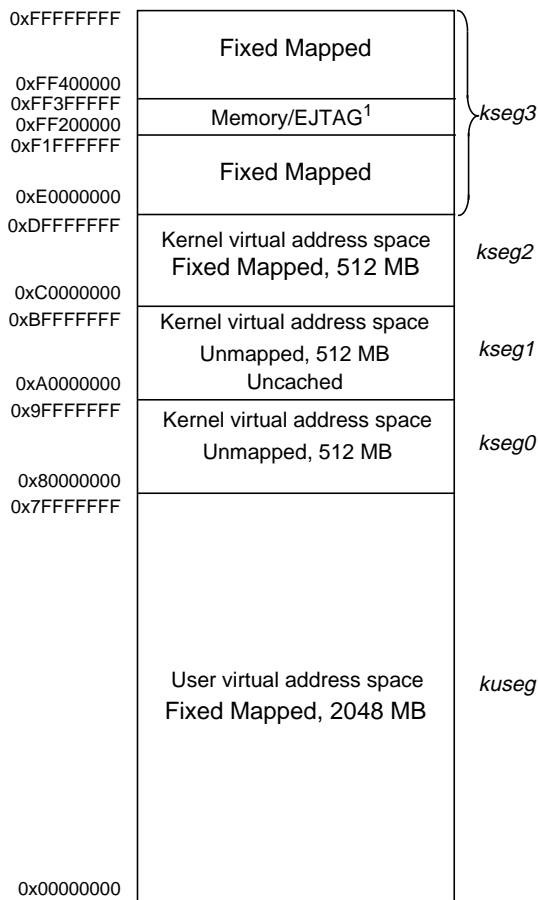 0xFFFFFFFF
Fixed Mapped
0xFF400000
0xFF3FFFFF
Memory/EJTAG1
kseg3
0xFF200000
0xF1FFFFFF
Fixed Mapped
0xE0000000
0xDFFFFFFF
Kernel virtual address space
Fixed Mapped, 512 MB
kseg2
0xC0000000
0xBFFFFFFF
Kernel virtual address space
Unmapped, 512 MB
kseg1
Uncached
0xA0000000
0x9FFFFFFF
Kernel virtual address space
Unmapped, 512 MB
kseg0
0x80000000
0x7FFFFFFF
User virtual address space
Fixed Mapped, 2048 MB
kuseg
0x00000000